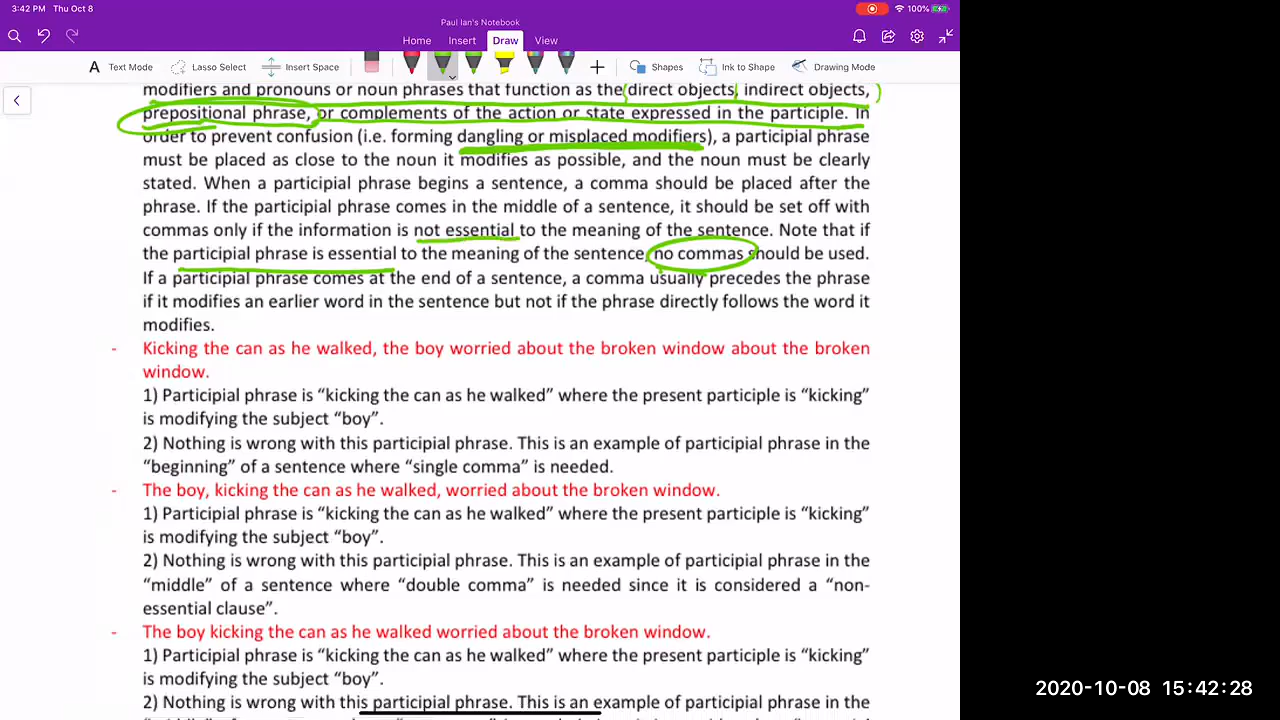 3:42 PM Thu Oct 8
100%
Paul Ian's Notebook
Home Insert Draw View
Text Mode Lasso Select Insert Space Shapes Ink to Shape Drawing Mode
modifiers and pronouns or noun phrases that function as the direct objects, indirect objects,
prepositional phrase, or complements of the action or state expressed in the participle. In
order to prevent confusion (i.e. forming dangling or misplaced modifiers), a participial phrase
must be placed as close to the noun it modifies as possible, and the noun must be clearly
stated. When a participial phrase begins a sentence, a comma should be placed after the
phrase. If the participial phrase comes in the middle of a sentence, it should be set off with
commas only if the information is not essential to the meaning of the sentence. Note that if
the participial phrase is essential to the meaning of the sentence, no commas should be used.
If a participial phrase comes at the end of a sentence, a comma usually precedes the phrase
if it modifies an earlier word in the sentence but not if the phrase directly follows the word it
modifies.
- Kicking the can as he walked, the boy worried about the broken window about the broken
window.
1) Participial phrase is “kicking the can as he walked” where the present participle is “kicking”
is modifying the subject “boy”.
2) Nothing is wrong with this participial phrase. This is an example of participial phrase in the
“beginning” of a sentence where “single comma” is needed.
- The boy, kicking the can as he walked, worried about the broken window.
1) Participial phrase is “kicking the can as he walked” where the present participle is “kicking”
is modifying the subject “boy”.
2) Nothing is wrong with this participial phrase. This is an example of participial phrase in the
“middle” of a sentence where “double comma” is needed since it is considered a “non-
essential clause”.
- The boy kicking the can as he walked worried about the broken window.
1) Participial phrase is “kicking the can as he walked” where the present participle is “kicking”
is modifying the subject “boy”.
2) Nothing is wrong with this participial phrase. This is an example of participial phrase in the
2020-10-08 15:42:28